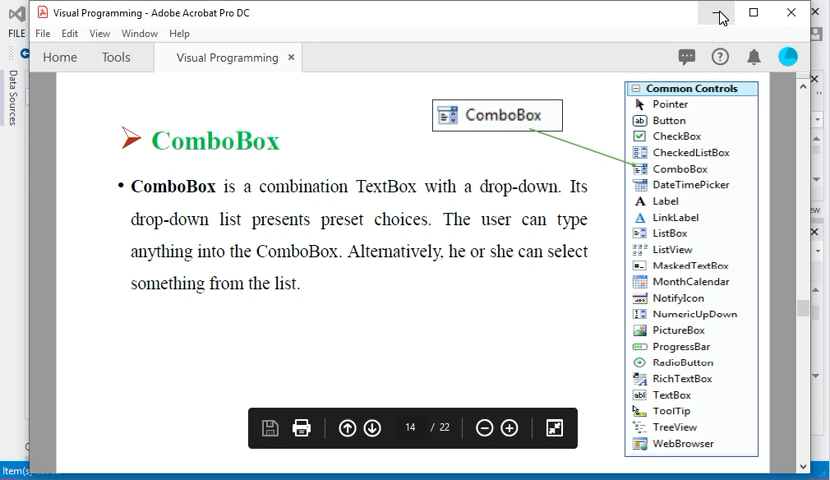 Visual Programming - Adobe Acrobat Pro DC
FILE
File Edit View Window Help
Home Tools Visual Programming ×
Data Sources
ComboBox
ComboBox
• ComboBox is a combination TextBox with a drop-down. Its
drop-down list presents preset choices. The user can type
anything into the ComboBox. Alternatively, he or she can select
something from the list.
Common Controls
Pointer
Button
CheckBox
CheckedListBox
ComboBox
DateTimePicker
Label
LinkLabel
ListBox
ListView
MaskedTextBox
MonthCalendar
NotifyIcon
NumericUpDown
PictureBox
ProgressBar
RadioButton
RichTextBox
TextBox
ToolTip
TreeView
WebBrowser
14 / 22
Item(s)